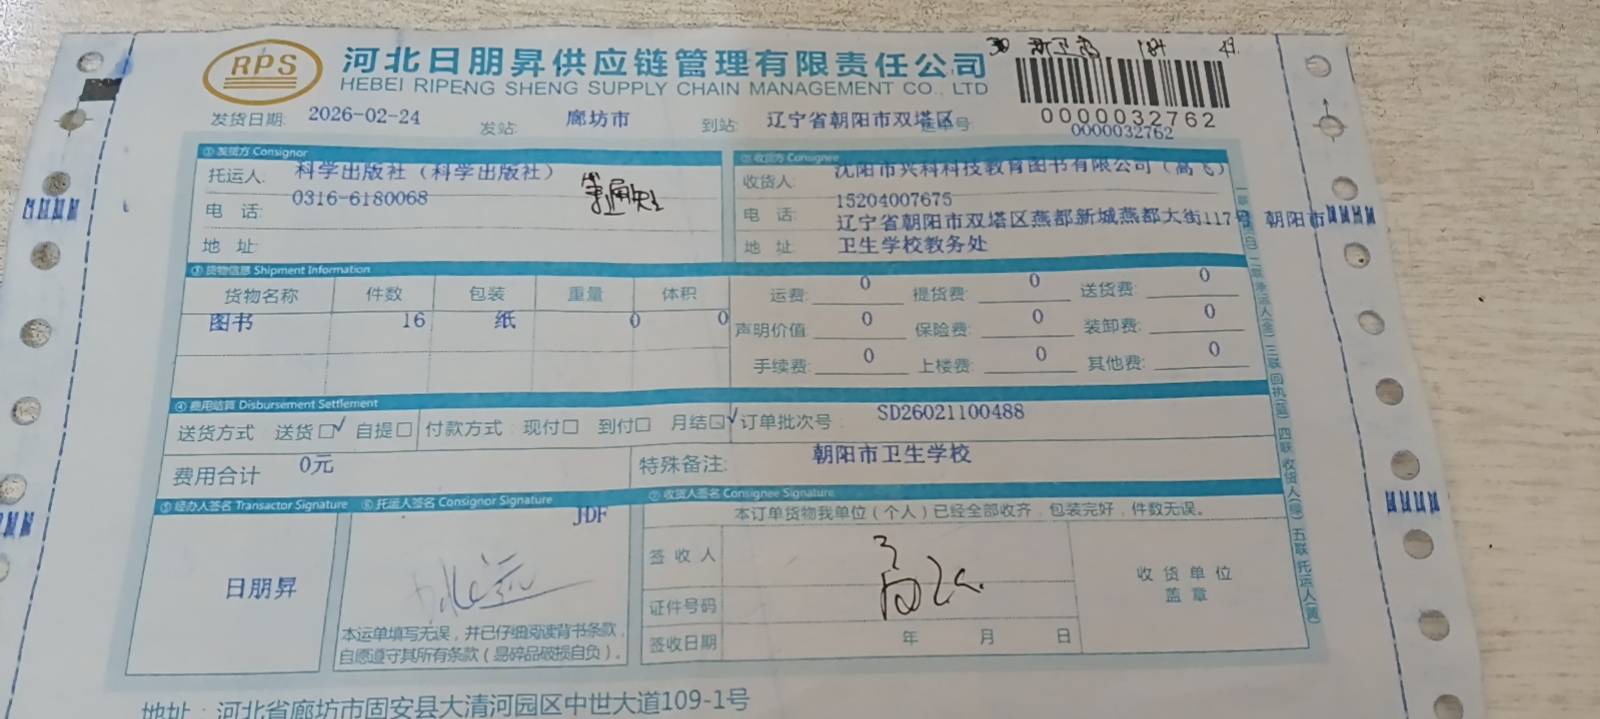 RPS
河北日朋昇供应链管理有限责任公司
HEBEI RIPENG SHENG SUPPLY CHAIN MANAGEMENT CO., LTD
0000032762
发货日期: 2026-02-24 发站: 廊坊市 到站: 辽宁省朝阳市双塔区 运单号 0000032762
①发货方 Consignor
②收货方 Consignee
托运人: 科学出版社（科学出版社）
电 话: 0316-6180068
地 址:
等通知
收货人: 沈阳市兴科科技教育图书有限公司（高飞）
电 话: 15204007675
地 址: 辽宁省朝阳市双塔区燕都新城燕都大街117号 朝阳市卫生学校教务处
③货物信息 Shipment Information
货物名称 件数 包装 重量 体积
图书 16 纸 0 0
运费: 0 提货费: 0 送货费: 0
声明价值: 0 保险费: 0 装卸费: 0
手续费: 0 上楼费: 0 其他费: 0
④费用结算 Disbursement Settlement
送货方式 送货□✓ 自提□ 付款方式: 现付□ 到付□ 月结□✓ 订单批次号: SD26021100488
费用合计 0元 特殊备注: 朝阳市卫生学校
⑤经办人签名 Transactor Signature
⑥托运人签名 Consignor Signature
⑦收货人签名 Consignee Signature
日朋昇
JDF
本运单填写无误，并已仔细阅读背书条款，
自愿遵守其所有条款（易碎品破损自负）。
本订单货物我单位（个人）已经全部收齐，包装完好，件数无误。
签 收 人
证件号码
签收日期 年 月 日
收 货 单 位
盖 章
地址：河北省廊坊市固安县大清河园区中世大道109-1号